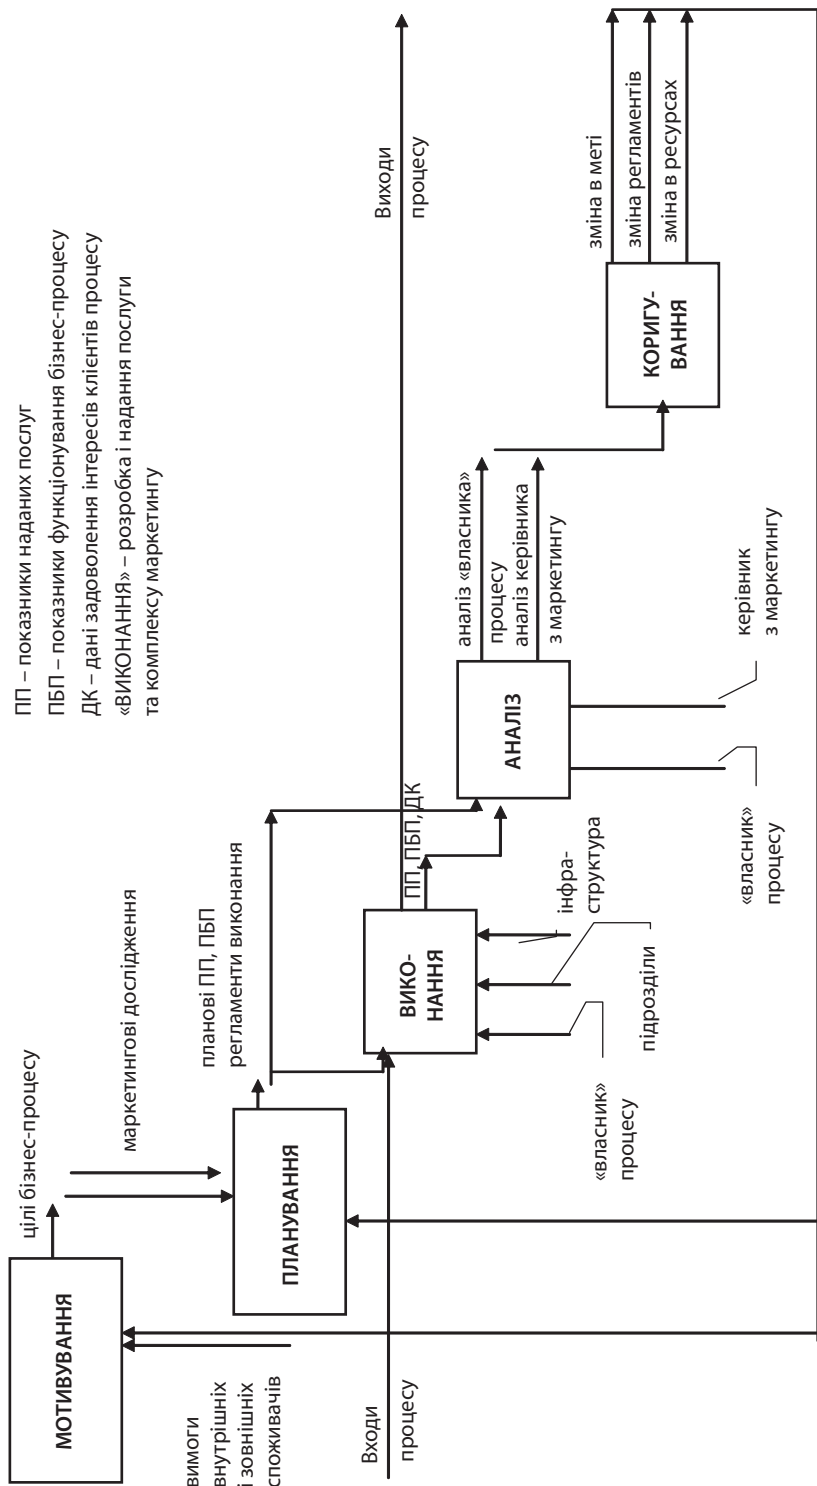 МОТИВУВАННЯ
цілі бізнес-процесу
маркетингові дослідження
вимоги
внутрішніх
і зовнішніх
споживачів
ПЛАНУВАННЯ
планові ПП, ПБП
регламенти виконання
Входи
процесу
ВИКО-
НАННЯ
ПП, ПБП, ДК
Виходи
процесу
«власник»
процесу
підрозділи
інфра-
структура
АНАЛІЗ
аналіз «власника»
процесу
аналіз керівника
з маркетингу
«власник»
процесу
керівник
з маркетингу
КОРИГУ-
ВАННЯ
зміна в меті
зміна регламентів
зміна в ресурсах
ПП – показники наданих послуг
ПБП – показники функціонування бізнес-процесу
ДК – дані задоволення інтересів клієнтів процесу
«ВИКОНАННЯ» – розробка і надання послуги
та комплексу маркетингу